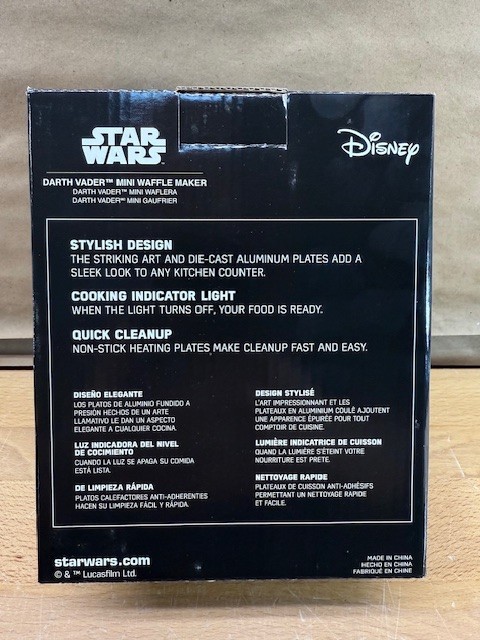 STAR
WARS
Disney
DARTH VADER™ MINI WAFFLE MAKER
DARTH VADER™ MINI WAFLERA
DARTH VADER™ MINI GAUFRIER
STYLISH DESIGN
THE STRIKING ART AND DIE-CAST ALUMINUM PLATES ADD A
SLEEK LOOK TO ANY KITCHEN COUNTER.
COOKING INDICATOR LIGHT
WHEN THE LIGHT TURNS OFF, YOUR FOOD IS READY.
QUICK CLEANUP
NON-STICK HEATING PLATES MAKE CLEANUP FAST AND EASY.
DISEÑO ELEGANTE
LOS PLATOS DE ALUMINIO FUNDIDO A
PRESIÓN HECHOS DE UN ARTE
LLAMATIVO LE DAN UN ASPECTO
ELEGANTE A CUALQUIER COCINA.
LUZ INDICADORA DEL NIVEL
DE COCIMIENTO
CUANDO LA LUZ SE APAGA SU COMIDA
ESTÁ LISTA.
DE LIMPIEZA RÁPIDA
PLATOS CALEFACTORES ANTI-ADHERENTES
HACEN SU LIMPIEZA FÁCIL Y RÁPIDA.
DESIGN STYLISÉ
L'ART IMPRESSIONNANT ET LES
PLATEAUX EN ALUMINIUM COULÉ AJOUTENT
UNE APPARENCE ÉPURÉE POUR TOUT
COMPTOIR DE CUISINE.
LUMIÈRE INDICATRICE DE CUISSON
QUAND LA LUMIÈRE S'ÉTEINT VOTRE
NOURRITURE EST PRETE.
NETTOYAGE RAPIDE
PLATEAUX DE CUISSON ANTI-ADHÉSIFS
PERMETTANT UN NETTOYAGE RAPIDE
ET FACILE.
starwars.com
© & ™ Lucasfilm Ltd.
MADE IN CHINA
HECHO EN CHINA
FABRIQUÉ EN CHINE